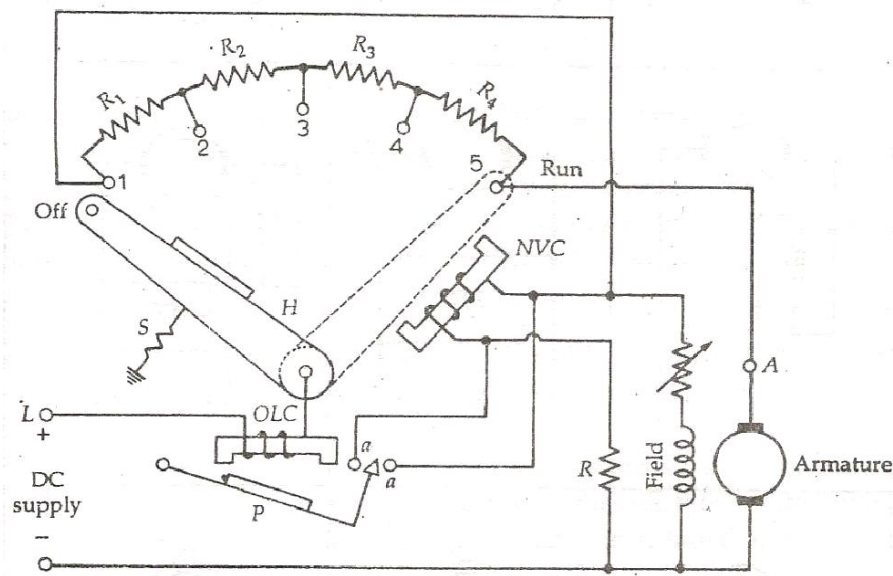 R₁
R₂
R₃
R₄
1
2
3
4
5
Run
Off
NVC
H
S
L
+
OLC
a
a
P
R
Field
A
Armature
DC
supply
−